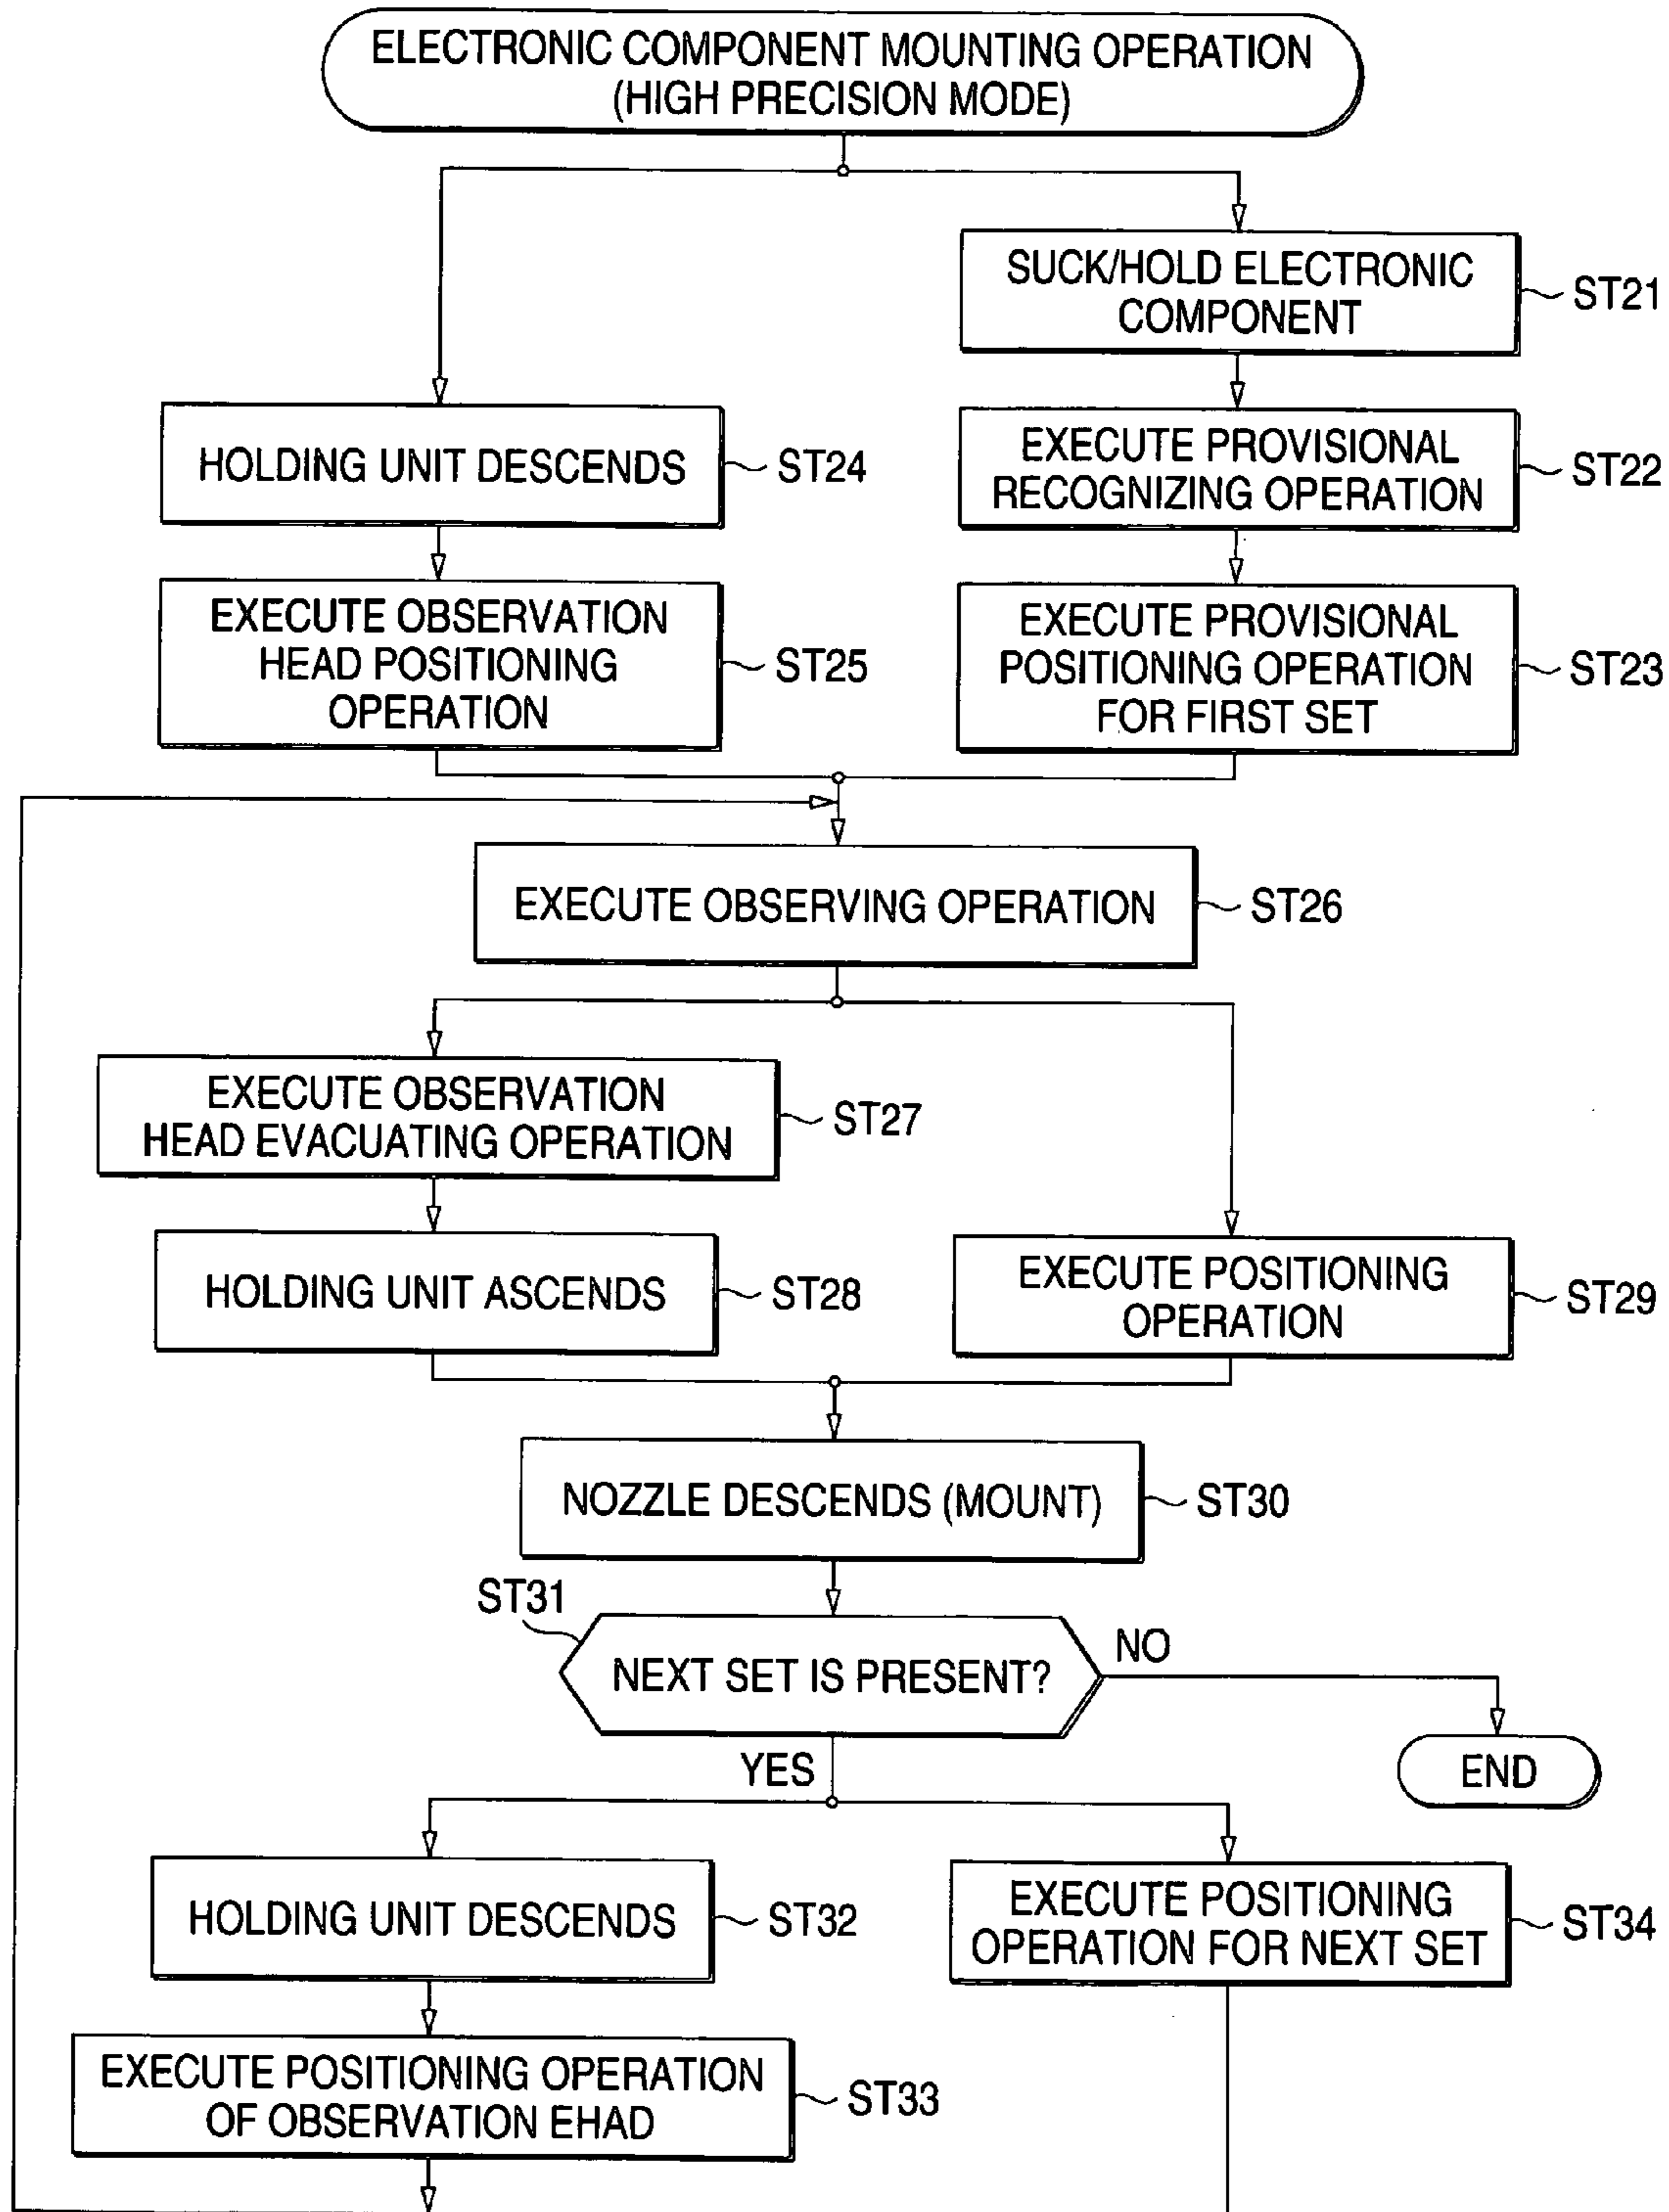 ELECTRONIC COMPONENT MOUNTING OPERATION
(HIGH PRECISION MODE)
SUCK/HOLD ELECTRONIC
COMPONENT
ST21
HOLDING UNIT DESCENDS
ST24
EXECUTE PROVISIONAL
RECOGNIZING OPERATION
ST22
EXECUTE OBSERVATION
HEAD POSITIONING
OPERATION
ST25
EXECUTE PROVISIONAL
POSITIONING OPERATION
FOR FIRST SET
ST23
EXECUTE OBSERVING OPERATION
ST26
EXECUTE OBSERVATION
HEAD EVACUATING OPERATION
ST27
HOLDING UNIT ASCENDS
ST28
EXECUTE POSITIONING
OPERATION
ST29
NOZZLE DESCENDS (MOUNT)
ST30
ST31
NEXT SET IS PRESENT?
NO
YES
END
HOLDING UNIT DESCENDS
ST32
EXECUTE POSITIONING
OPERATION FOR NEXT SET
ST34
EXECUTE POSITIONING OPERATION
OF OBSERVATION EHAD
ST33